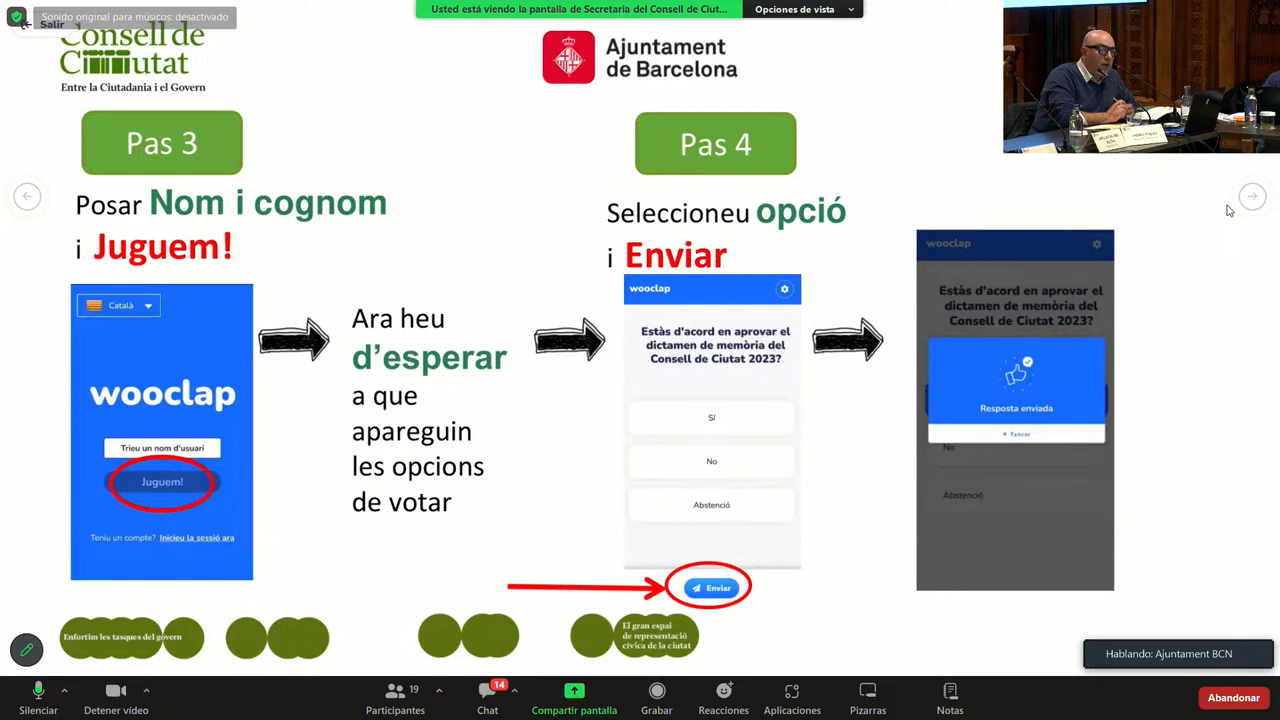 Sonido original para músicos: desactivado
Salir
Usted está viendo la pantalla de Secretaria del Consell de Ciut...
Opciones de vista
Consell de
Ciutat
Entre la Ciutadania i el Govern
Ajuntament
de Barcelona
Pas 3
Posar Nom i cognom
i Juguem!
Català
wooclap
Trieu un nom d'usuari
Juguem!
Teniu un compte? Inicieu la sessió ara
Ara heu
d'esperar
a que
apareguin
les opcions
de votar
Pas 4
Seleccioneu opció
i Enviar
wooclap
Estàs d'acord en aprovar el
dictamen de memòria del
Consell de Ciutat 2023?
Sí
No
Abstenció
Enviar
wooclap
Estàs d'acord en aprovar el
dictamen de memòria del
Consell de Ciutat 2023?
Resposta enviada
Tancar
No
Abstenció
Enfortim les tasques del govern
El gran espai
de representació
cívica de la ciutat
Hablando: Ajuntament BCN
Silenciar
Detener vídeo
19
Participantes
14
Chat
Compartir pantalla
Grabar
Reacciones
Aplicaciones
Pizarras
Notas
Abandonar